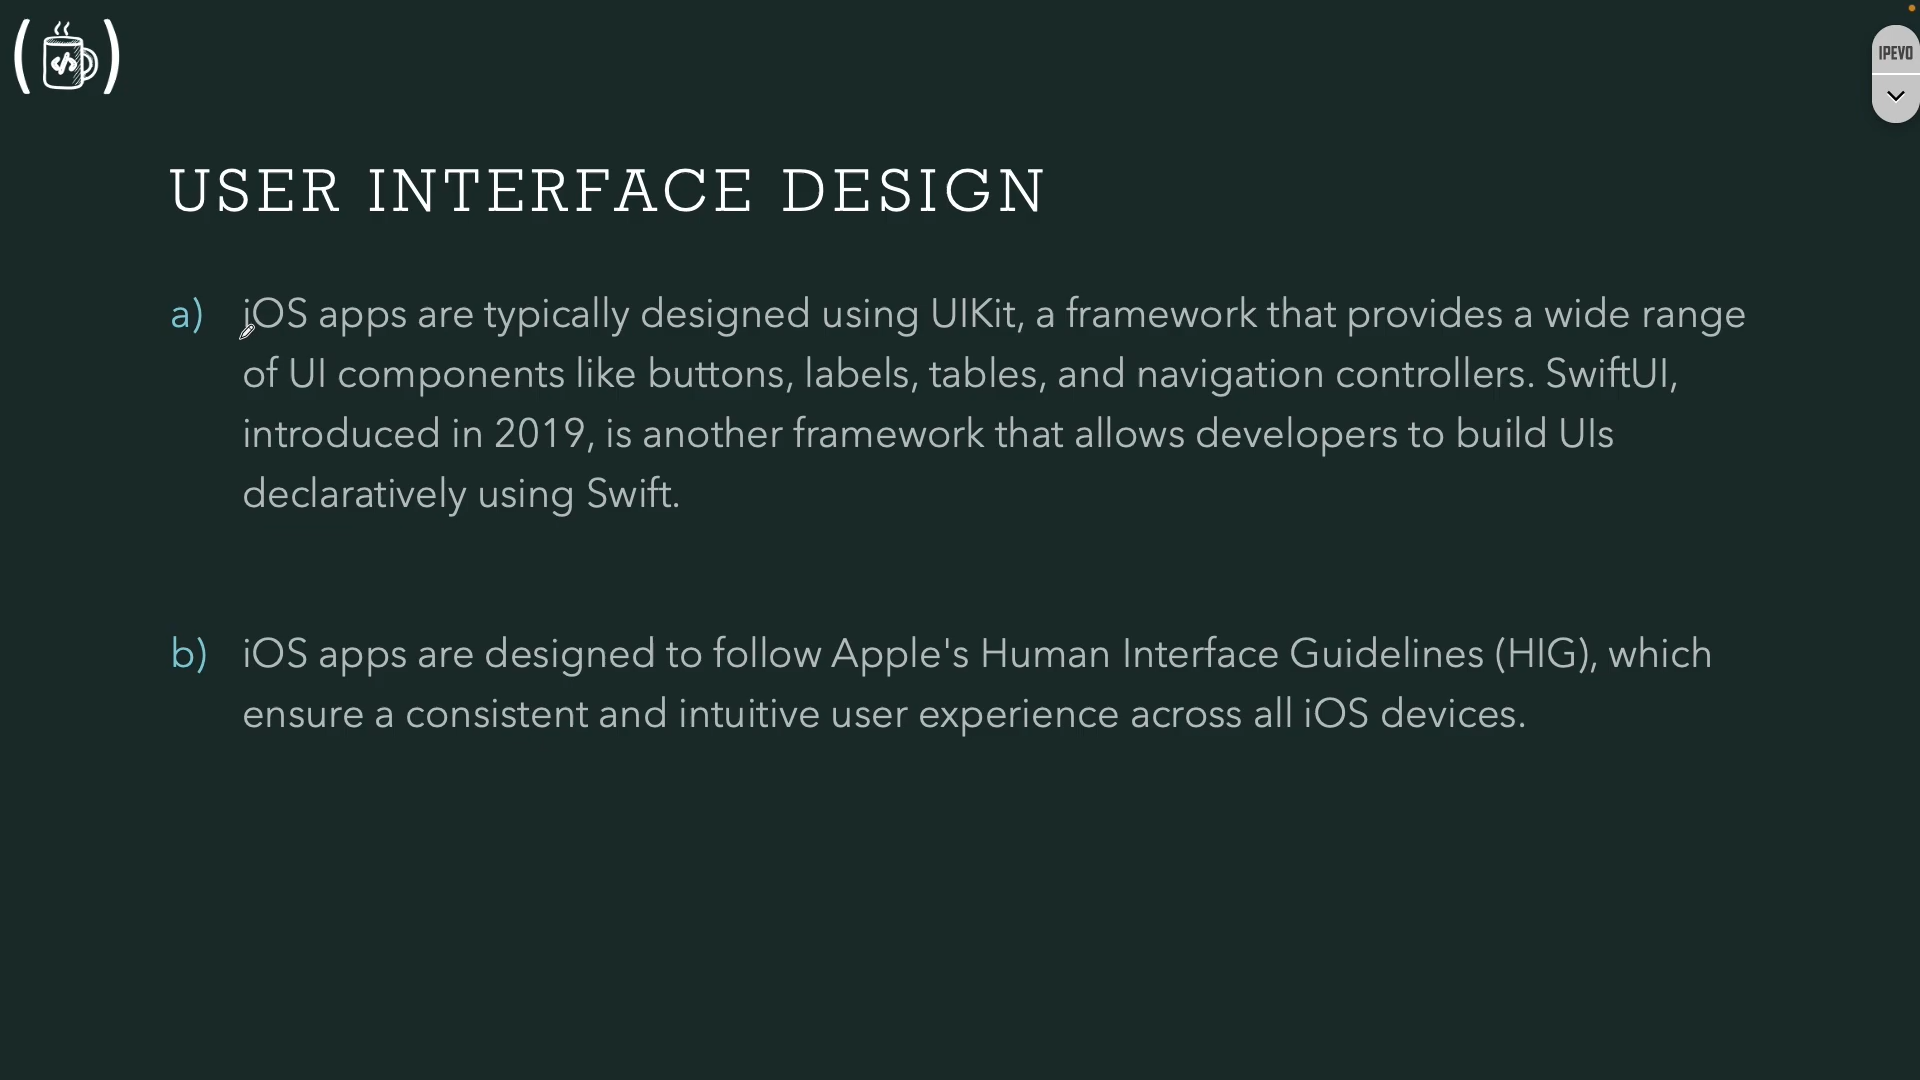 IPEVO
USER INTERFACE DESIGN
a) iOS apps are typically designed using UIKit, a framework that provides a wide range
of UI components like buttons, labels, tables, and navigation controllers. SwiftUI,
introduced in 2019, is another framework that allows developers to build UIs
declaratively using Swift.
b) iOS apps are designed to follow Apple's Human Interface Guidelines (HIG), which
ensure a consistent and intuitive user experience across all iOS devices.